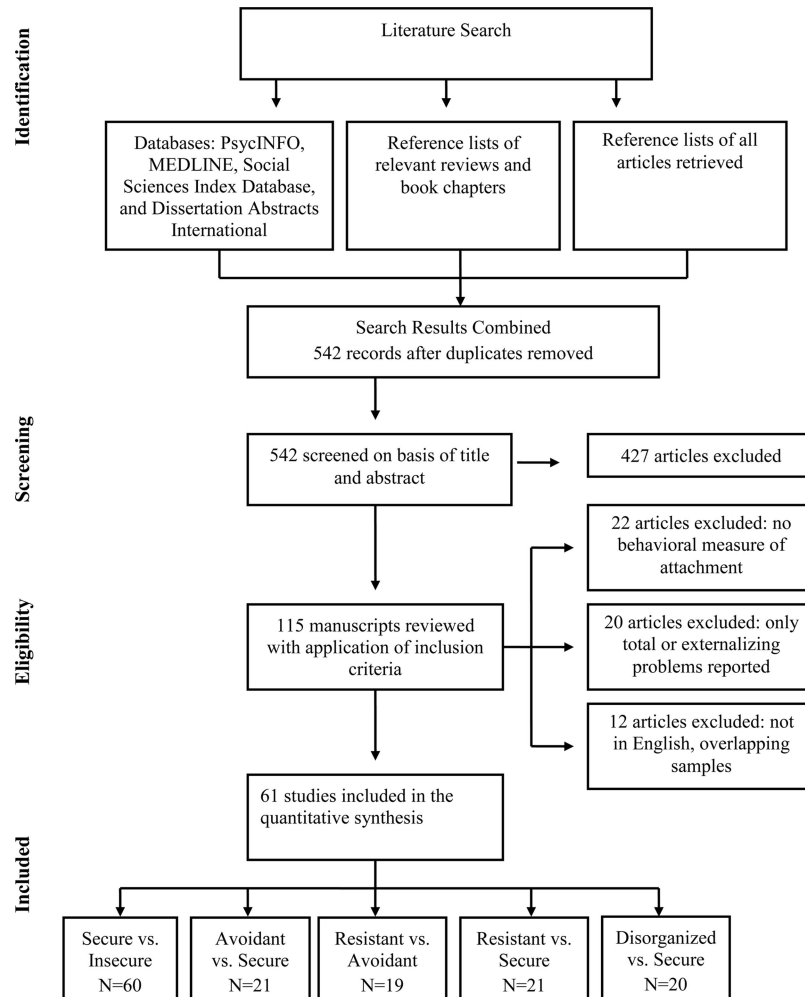 Identification
Literature Search
Databases: PsycINFO,
MEDLINE, Social
Sciences Index Database,
and Dissertation Abstracts
International
Reference lists of
relevant reviews and
book chapters
Reference lists of all
articles retrieved
Search Results Combined
542 records after duplicates removed
Screening
542 screened on basis of title
and abstract
427 articles excluded
Eligibility
22 articles excluded: no
behavioral measure of
attachment
115 manuscripts reviewed
with application of inclusion
criteria
20 articles excluded: only
total or externalizing
problems reported
12 articles excluded: not
in English, overlapping
samples
61 studies included in the
quantitative synthesis
Included
Secure vs.
Insecure
N=60
Avoidant
vs. Secure
N=21
Resistant vs.
Avoidant
N=19
Resistant vs.
Secure
N=21
Disorganized
vs. Secure
N=20